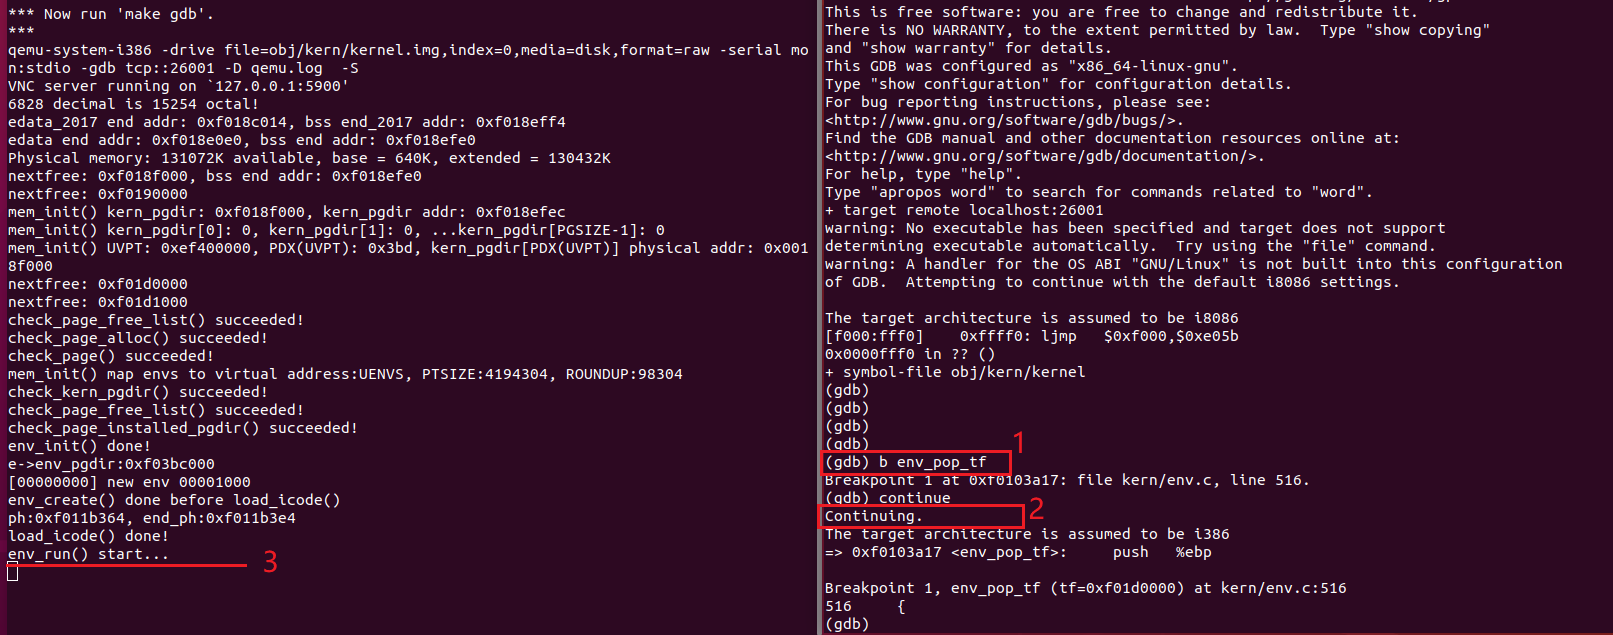 *** Now run 'make gdb'.
***
qemu-system-i386 -drive file=obj/kern/kernel.img,index=0,media=disk,format=raw -serial mo
n:stdio -gdb tcp::26001 -D qemu.log  -S
VNC server running on `127.0.0.1:5900'
6828 decimal is 15254 octal!
edata_2017 end addr: 0xf018c014, bss end_2017 addr: 0xf018eff4
edata end addr: 0xf018e0e0, bss end addr: 0xf018efe0
Physical memory: 131072K available, base = 640K, extended = 130432K
nextfree: 0xf018f000, bss end addr: 0xf018efe0
nextfree: 0xf0190000
mem_init() kern_pgdir: 0xf018f000, kern_pgdir addr: 0xf018efec
mem_init() kern_pgdir[0]: 0, kern_pgdir[1]: 0, ...kern_pgdir[PGSIZE-1]: 0
mem_init() UVPT: 0xef400000, PDX(UVPT): 0x3bd, kern_pgdir[PDX(UVPT)] physical addr: 0x001
8f000
nextfree: 0xf01d0000
nextfree: 0xf01d1000
check_page_free_list() succeeded!
check_page_alloc() succeeded!
check_page() succeeded!
mem_init() map envs to virtual address:UENVS, PTSIZE:4194304, ROUNDUP:98304
check_kern_pgdir() succeeded!
check_page_free_list() succeeded!
check_page_installed_pgdir() succeeded!
env_init() done!
e->env_pgdir:0xf03bc000
[00000000] new env 00001000
env_create() done before load_icode()
ph:0xf011b364, end_ph:0xf011b3e4
load_icode() done!
env_run() start...
3
This is free software: you are free to change and redistribute it.
There is NO WARRANTY, to the extent permitted by law.  Type "show copying"
and "show warranty" for details.
This GDB was configured as "x86_64-linux-gnu".
Type "show configuration" for configuration details.
For bug reporting instructions, please see:
<http://www.gnu.org/software/gdb/bugs/>.
Find the GDB manual and other documentation resources online at:
<http://www.gnu.org/software/gdb/documentation/>.
For help, type "help".
Type "apropos word" to search for commands related to "word".
+ target remote localhost:26001
warning: No executable has been specified and target does not support
determining executable automatically.  Try using the "file" command.
warning: A handler for the OS ABI "GNU/Linux" is not built into this configuration
of GDB.  Attempting to continue with the default i8086 settings.
The target architecture is assumed to be i8086
[f000:fff0]    0xffff0: ljmp   $0xf000,$0xe05b
0x0000fff0 in ?? ()
+ symbol-file obj/kern/kernel
(gdb)
(gdb)
(gdb)
(gdb)
1
(gdb) b env_pop_tf
Breakpoint 1 at 0xf0103a17: file kern/env.c, line 516.
(gdb) continue
Continuing.
2
The target architecture is assumed to be i386
=> 0xf0103a17 <env_pop_tf>:     push   %ebp
Breakpoint 1, env_pop_tf (tf=0xf01d0000) at kern/env.c:516
516     {
(gdb)